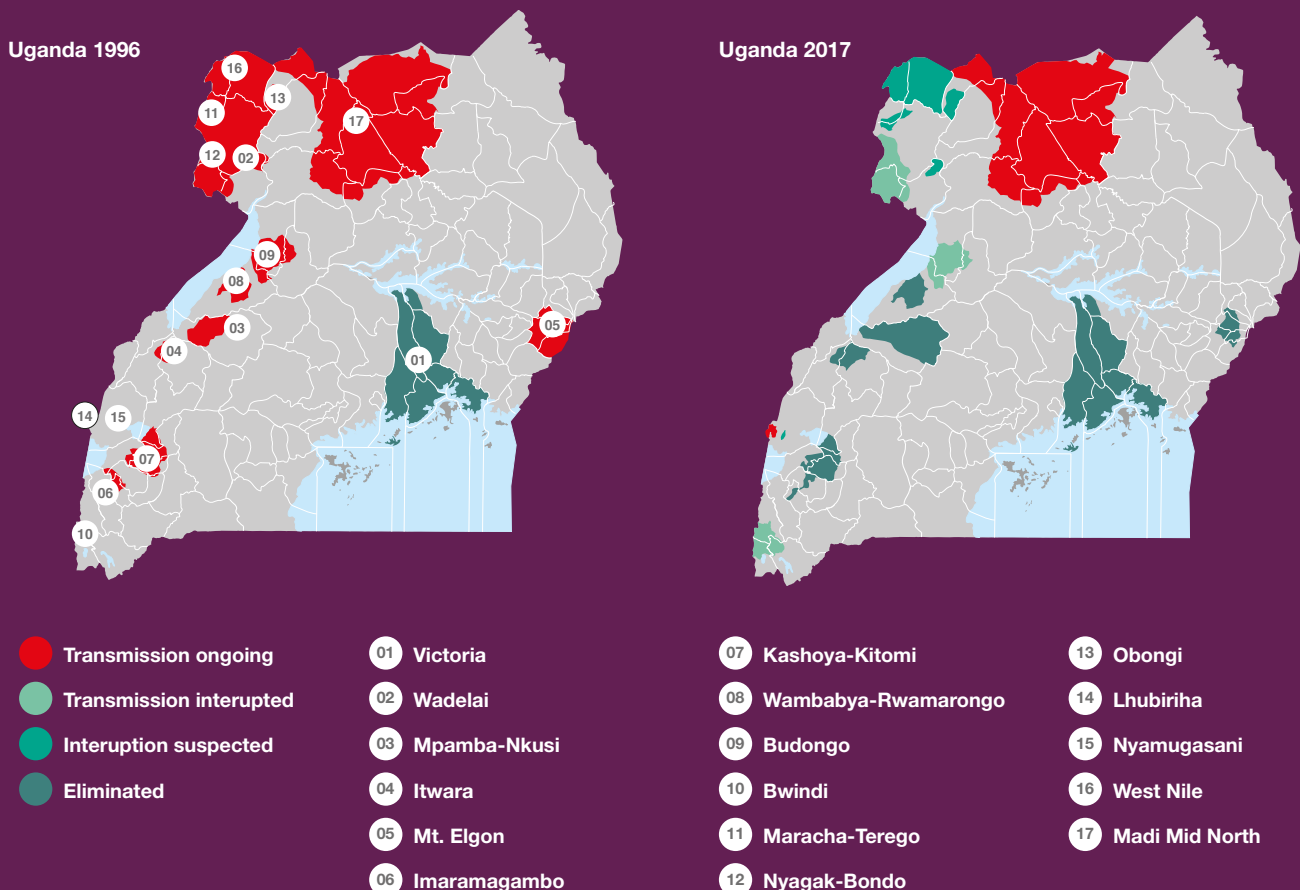 Uganda 1996
Uganda 2017
16
13
11
17
12
02
09
08
03
05
04
01
14
15
07
06
10
Transmission ongoing
Transmission interupted
Interuption suspected
Eliminated
01 Victoria
02 Wadelai
03 Mpamba-Nkusi
04 Itwara
05 Mt. Elgon
06 Imaramagambo
07 Kashoya-Kitomi
08 Wambabya-Rwamarongo
09 Budongo
10 Bwindi
11 Maracha-Terego
12 Nyagak-Bondo
13 Obongi
14 Lhubiriha
15 Nyamugasani
16 West Nile
17 Madi Mid North